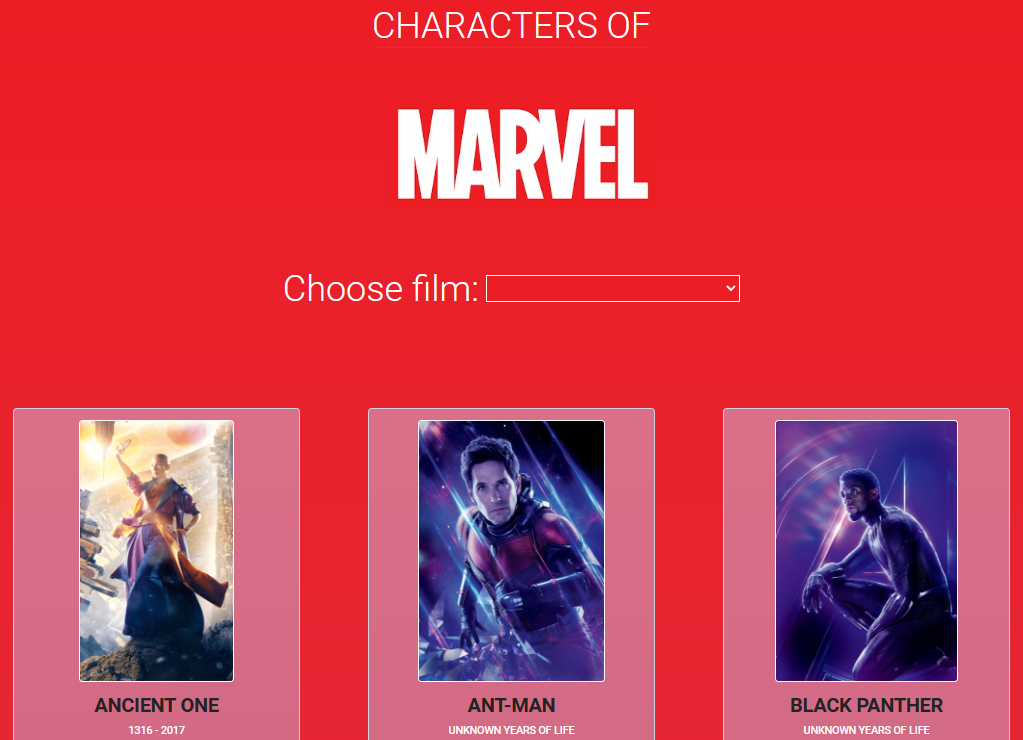 CHARACTERS OF
MARVEL
Choose film:
ANCIENT ONE
1316 - 2017
ANT-MAN
UNKNOWN YEARS OF LIFE
BLACK PANTHER
UNKNOWN YEARS OF LIFE